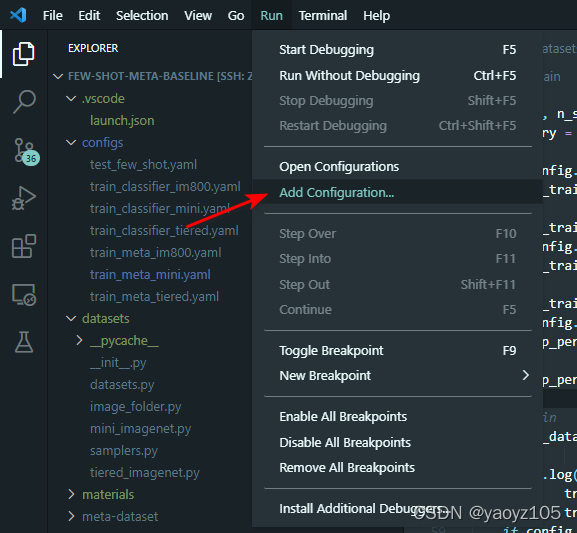 File Edit Selection View Go Run Terminal Help
EXPLORER
FEW-SHOT-META-BASELINE [SSH: Z
.vscode
launch.json
configs
test_few_shot.yaml
train_classifier_im800.yaml
train_classifier_mini.yaml
train_classifier_tiered.yaml
train_meta_im800.yaml
train_meta_mini.yaml
train_meta_tiered.yaml
datasets
__pycache__
__init__.py
datasets.py
image_folder.py
mini_imagenet.py
samplers.py
tiered_imagenet.py
materials
meta-dataset
36
Start Debugging F5
Run Without Debugging Ctrl+F5
Stop Debugging Shift+F5
Restart Debugging Ctrl+Shift+F5
Open Configurations
Add Configuration...
Step Over F10
Step Into F11
Step Out Shift+F11
Continue F5
Toggle Breakpoint F9
New Breakpoint
Enable All Breakpoints
Disable All Breakpoints
Remove All Breakpoints
Install Additional Debuggers...
datasets
ain
, n_s
ry =
nfig.
_trai
_tra
nfig.
_trai
_trai
nfig.
p_per
p_per
in
_data
.log(
tr
tr
if config
CSDN @yaoyz105